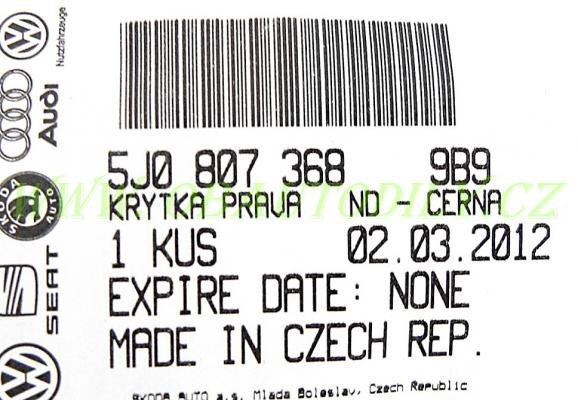 Nutzfahrzeuge
Audi
SKODA
AUTO
SEAT
5J0 807 368 9B9
KRYTKA PRAVA ND - CERNA
1 KUS 02.03.2012
EXPIRE DATE: NONE
MADE IN CZECH REP.
SKODA AUTO a.s. Mlada Boleslav, Czech Republic